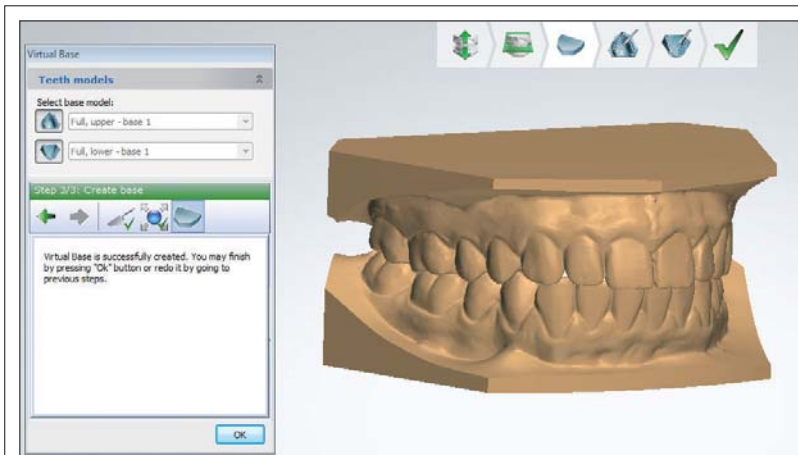 Virtual Base
Teeth models
Select base model:
Full, upper - base 1
Full, lower - base 1
Step 3/3: Create base
Virtual Base is successfully created. You may finish
by pressing "Ok" button or redo it by going to
previous steps.
OK